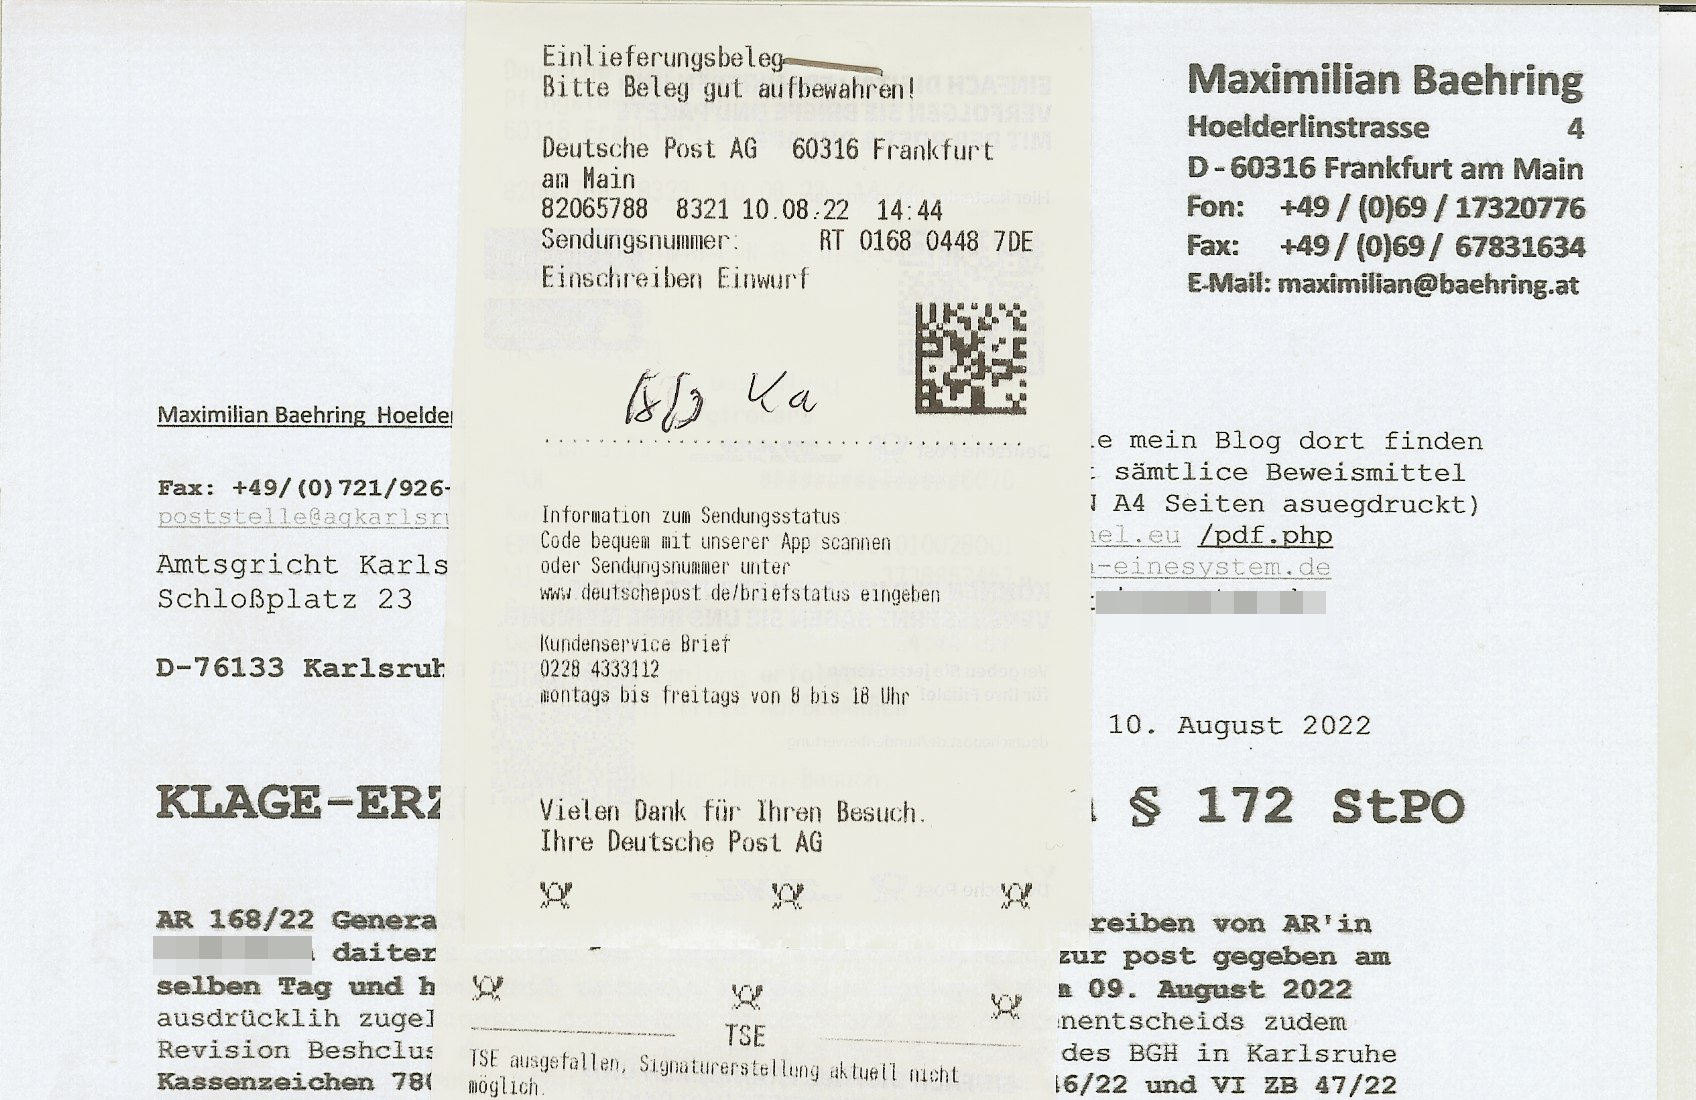 Einlieferungsbeleg
Bitte Beleg gut aufbewahren!
Deutsche Post AG 60316 Frankfurt
am Main
82065788 8321 10.08.22 14:44
Sendungsnummer: RT 0168 0448 7DE
Einschreiben Einwurf
Ka
Information zum Sendungsstatus
Code bequem mit unserer App scannen
oder Sendungsnummer unter
www.deutschepost.de/briefstatus eingeben
Kundenservice Brief
0228 4333112
montags bis freitags von 8 bis 18 Uhr
Vielen Dank für Ihren Besuch.
Ihre Deutsche Post AG
TSE
TSE ausgefallen, Signaturerstellung aktuell nicht
möglich.
Maximilian Baehring
Hoelderlinstrasse 4
D - 60316 Frankfurt am Main
Fon: +49 / (0)69 / 17320776
Fax: +49 / (0)69 / 67831634
E-Mail: maximilian@baehring.at
Maximilian Baehring Hoelder
Fax: +49/(0)721/926-
poststelle@agkarlsru
Amtsgricht Karls
Schloßplatz 23
D-76133 Karlsruh
e mein Blog dort finden
sämtlice Beweismittel
A4 Seiten asuegdruckt)
nel.eu /pdf.php
-einesystem.de
10. August 2022
KLAGE-ERZ § 172 StPO
AR 168/22 Genera reiben von AR'in
daiter zur post gegeben am
selben Tag und h 09. August 2022
ausdrücklih zugel nentscheids zudem
Revision Beshclus des BGH in Karlsruhe
Kassenzeichen 780 46/22 und VI ZB 47/22